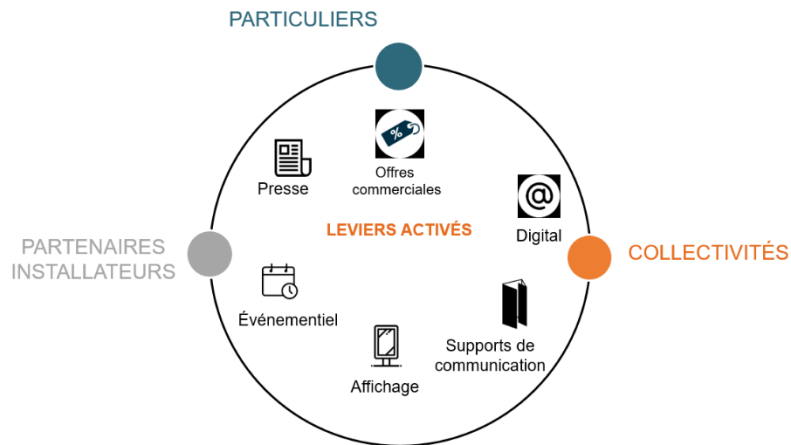 PARTICULIERS
%
Offres
commerciales
Presse
@
Digital
LEVIERS ACTIVÉS
PARTENAIRES
INSTALLATEURS
COLLECTIVITÉS
Événementiel
Supports de
communication
Affichage